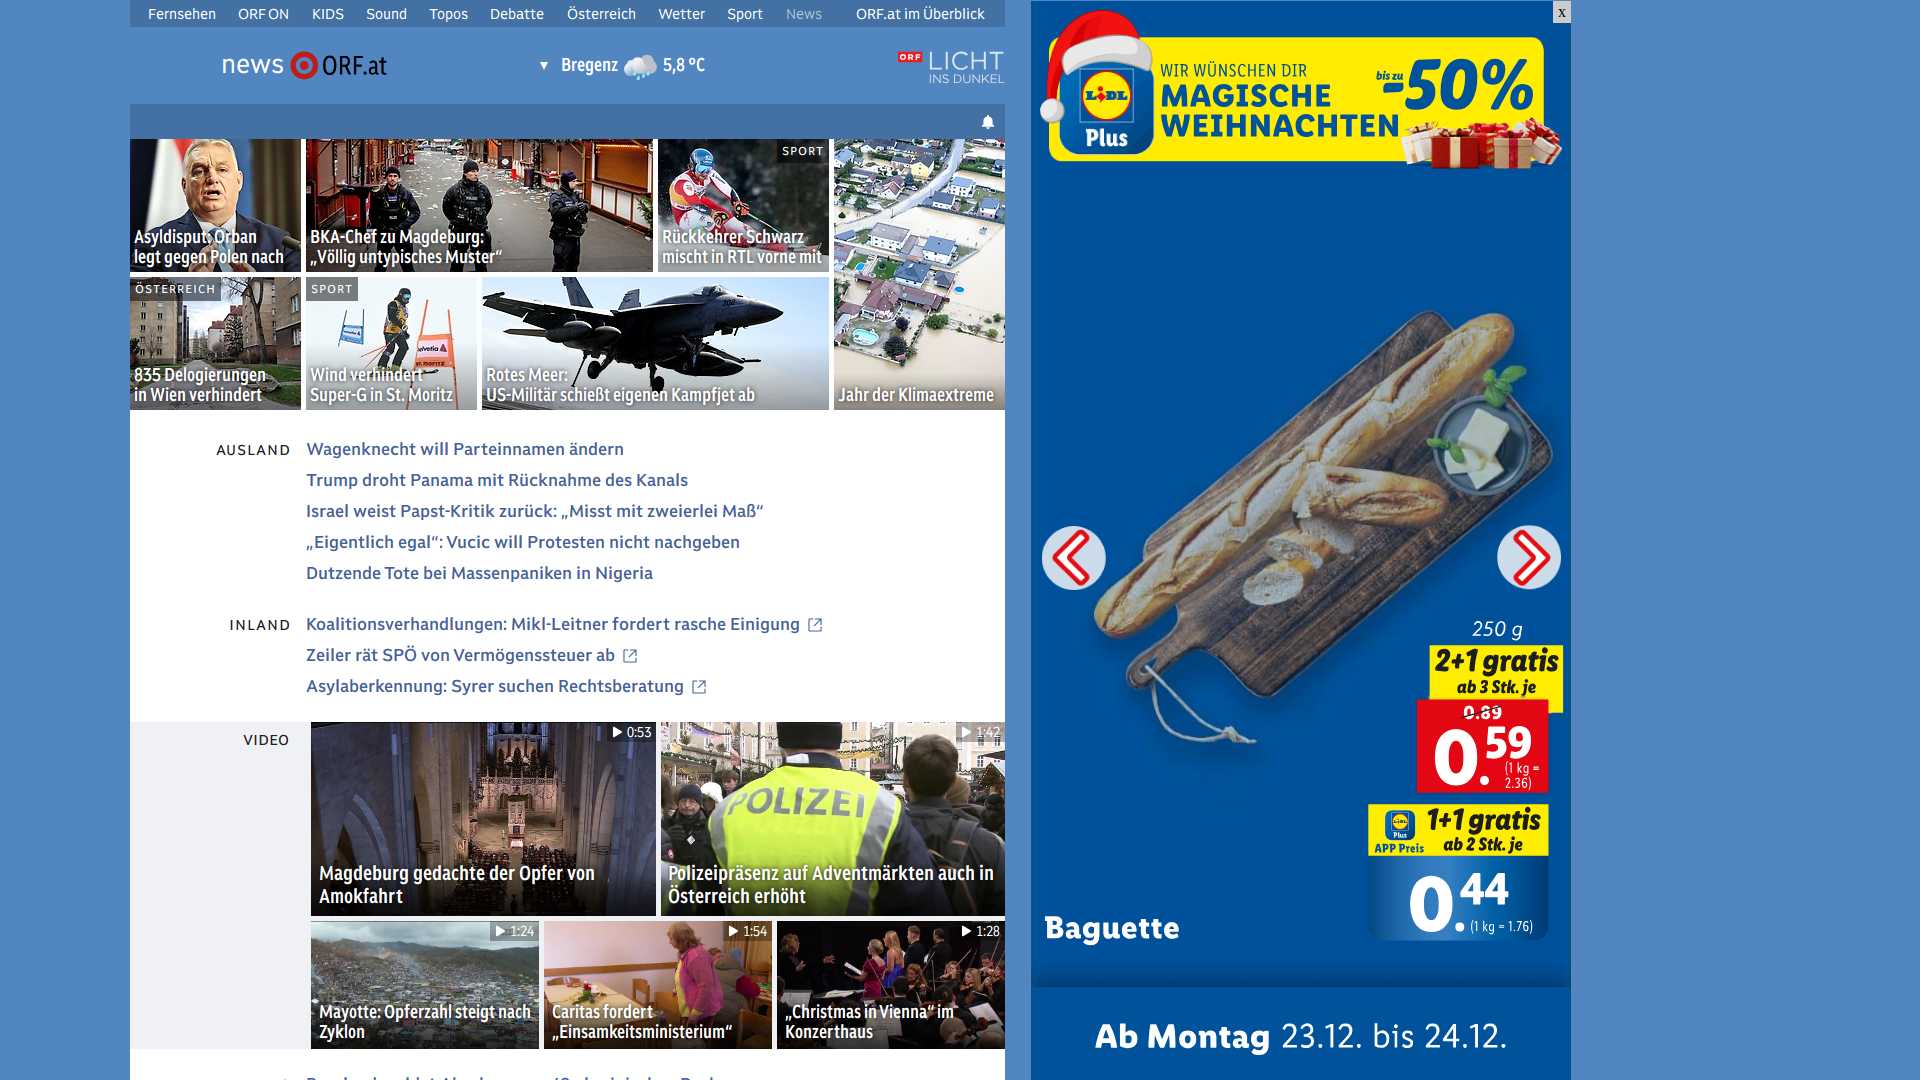 Fernsehen ORF ON KIDS Sound Topos Debatte Österreich Wetter Sport News ORF.at im Überblick
news ORF.at
▼ Bregenz 5,8 °C
ORF LICHT
INS DUNKEL
Asyldisput: Orban
legt gegen Polen nach
BKA-Chef zu Magdeburg:
„Völlig untypisches Muster“
SPORT
Rückkehrer Schwarz
mischt in RTL vorne mit
ÖSTERREICH
835 Delogierungen
in Wien verhindert
SPORT
Wind verhindert
Super-G in St. Moritz
Rotes Meer:
US-Militär schießt eigenen Kampfjet ab
Jahr der Klimaextreme
AUSLAND
Wagenknecht will Parteinnamen ändern
Trump droht Panama mit Rücknahme des Kanals
Israel weist Papst-Kritik zurück: „Misst mit zweierlei Maß“
„Eigentlich egal“: Vucic will Protesten nicht nachgeben
Dutzende Tote bei Massenpaniken in Nigeria
INLAND
Koalitionsverhandlungen: Mikl-Leitner fordert rasche Einigung
Zeiler rät SPÖ von Vermögenssteuer ab
Asylaberkennung: Syrer suchen Rechtsberatung
VIDEO
0:53
Magdeburg gedachte der Opfer von
Amokfahrt
1:42
POLIZEI
Polizeipräsenz auf Adventmärkten auch in
Österreich erhöht
1:24
Mayotte: Opferzahl steigt nach
Zyklon
1:54
Caritas fordert
„Einsamkeitsministerium“
1:28
„Christmas in Vienna“ im
Konzerthaus
x
LIDL
Plus
WIR WÜNSCHEN DIR
MAGISCHE
WEIHNACHTEN
bis zu
-50%
250 g
2+1 gratis
ab 3 Stk. je
0.89
0.59
(1 kg =
2.36)
LIDL
Plus
APP Preis
1+1 gratis
ab 2 Stk. je
0.44
(1 kg = 1.76)
Baguette
Ab Montag 23.12. bis 24.12.